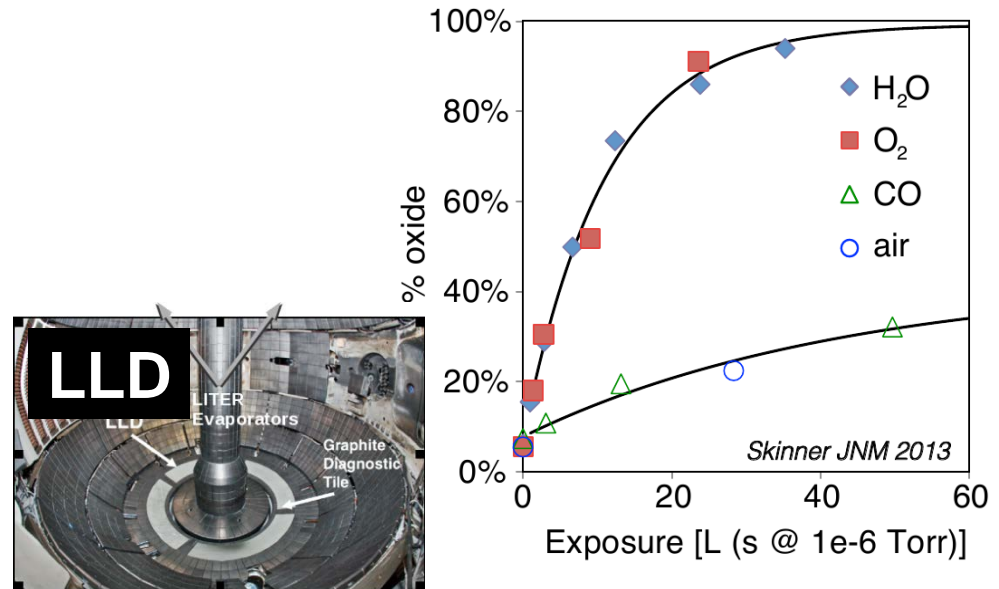 LLD
LLD
LITER
Evaporators
Graphite
Diagnostic
Tile
100%
80%
60%
40%
20%
0%
% oxide
0
20
40
60
Exposure [L (s @ 1e-6 Torr)]
H₂O
O₂
CO
air
Skinner JNM 2013